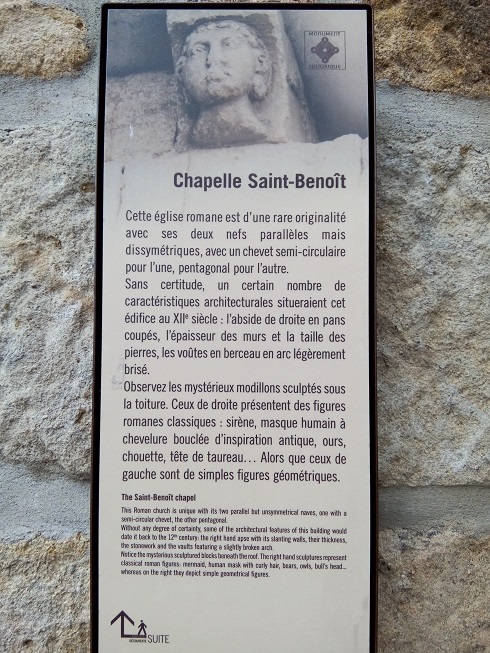 MONUMENT
HISTORIQUE
Chapelle Saint-Benoît
Cette église romane est d'une rare originalité
avec ses deux nefs parallèles mais
dissymétriques, avec un chevet semi-circulaire
pour l'une, pentagonal pour l'autre.
Sans certitude, un certain nombre de
caractéristiques architecturales situeraient cet
édifice au XIIe siècle : l'abside de droite en pans
coupés, l'épaisseur des murs et la taille des
pierres, les voûtes en berceau en arc légèrement
brisé.
Observez les mystérieux modillons sculptés sous
la toiture. Ceux de droite présentent des figures
romanes classiques : sirène, masque humain à
chevelure bouclée d'inspiration antique, ours,
chouette, tête de taureau... Alors que ceux de
gauche sont de simples figures géométriques.
The Saint-Benoît chapel
This Roman church is unique with its two parallel but unsymmetrical naves, one with a
semi-circular chevet, the other pentagonal.
Without any degree of certainty, some of the architectural features of this building would
date it back to the 12th century: the right hand apse with its slanting walls, their thickness,
the stonework and the vaults featuring a slightly broken arch.
Notice the mysterious sculptured blocks beneath the roof. The right hand sculptures represent
classical roman figures: mermaid, human mask with curly hair, bears, owls, bull's head...
whereas on the right they depict simple geometrical figures.
SUITE